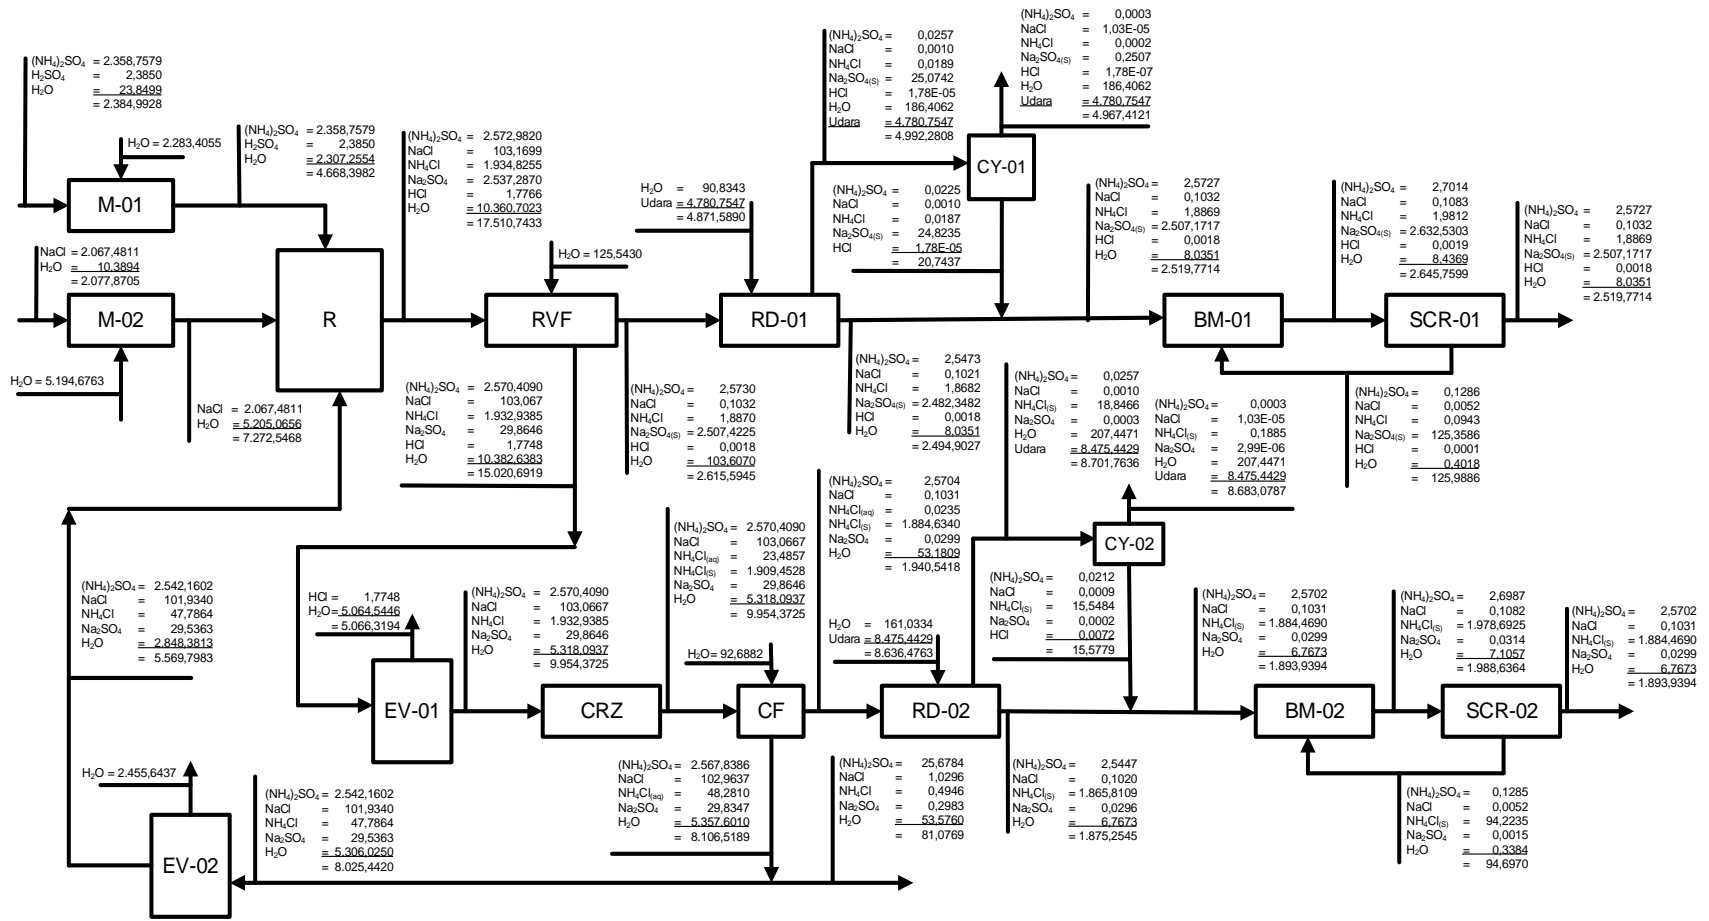 (NH₄)₂SO₄ = 2.358,7579
H₂SO₄ = 2,3850
H₂O = 23,8499
= 2.384,9928
M-01
H₂O = 2.283,4055
(NH₄)₂SO₄ = 2.358,7579
H₂SO₄ = 2,3850
H₂O = 2.307,2554
= 4.668,3982
NaCl = 2.067,4811
H₂O = 10.3894
= 2.077,8705
M-02
H₂O = 5.194,6763
NaCl = 2.067,4811
H₂O = 5.205,0656
= 7.272,5468
R
(NH₄)₂SO₄ = 2.572,9820
NaCl = 103,1699
NH₄Cl = 1.934,8255
Na₂SO₄ = 2.537,2870
HCl = 1,7766
H₂O = 10.360,7023
= 17.510,7433
H₂O = 125,5430
RVF
(NH₄)₂SO₄ = 2.570,4090
NaCl = 103,067
NH₄Cl = 1.932,9385
Na₂SO₄ = 29,8646
HCl = 1,7748
H₂O = 10.382,6383
= 15.020,6919
(NH₄)₂SO₄ = 2,5730
NaCl = 0,1032
NH₄Cl = 1,8870
Na₂SO₄(S) = 2.507,4225
HCl = 0,0018
H₂O = 103,6070
= 2.615,5945
H₂O = 90,8343
Udara = 4.780,7547
= 4.871,5890
RD-01
(NH₄)₂SO₄ = 0,0257
NaCl = 0,0010
NH₄Cl = 0,0189
Na₂SO₄(S) = 25,0742
HCl = 1,78E-05
H₂O = 186,4062
Udara = 4.780,7547
= 4.992,2808
(NH₄)₂SO₄ = 0,0003
NaCl = 1,03E-05
NH₄Cl = 0,0002
Na₂SO₄(S) = 0,2507
HCl = 1,78E-07
H₂O = 186,4062
Udara = 4.780,7547
= 4.967,4121
CY-01
(NH₄)₂SO₄ = 0,0225
NaCl = 0,0010
NH₄Cl = 0,0187
Na₂SO₄(S) = 24,8235
HCl = 1,78E-05
= 20,7437
(NH₄)₂SO₄ = 2,5473
NaCl = 0,1021
NH₄Cl = 1,8682
Na₂SO₄(S) = 2.482,3482
HCl = 0,0018
H₂O = 8,0351
= 2.494,9027
(NH₄)₂SO₄ = 2,5727
NaCl = 0,1032
NH₄Cl = 1,8869
Na₂SO₄(S) = 2.507,1717
HCl = 0,0018
H₂O = 8,0351
= 2.519,7714
BM-01
(NH₄)₂SO₄ = 2,7014
NaCl = 0,1083
NH₄Cl = 1,9812
Na₂SO₄(S) = 2.632,5303
HCl = 0,0019
H₂O = 8,4369
= 2.645,7599
SCR-01
(NH₄)₂SO₄ = 2,5727
NaCl = 0,1032
NH₄Cl = 1,8869
Na₂SO₄(S) = 2.507,1717
HCl = 0,0018
H₂O = 8,0351
= 2.519,7714
(NH₄)₂SO₄ = 0,1286
NaCl = 0,0052
NH₄Cl = 0,0943
Na₂SO₄(S) = 125,3586
HCl = 0,0001
H₂O = 0,4018
= 125,9886
(NH₄)₂SO₄ = 2.542,1602
NaCl = 101,9340
NH₄Cl = 47,7864
Na₂SO₄ = 29,5363
H₂O = 2.848,3813
= 5.569,7983
HCl = 1,7748
H₂O = 5.064,5446
= 5.066,3194
EV-01
(NH₄)₂SO₄ = 2.570,4090
NaCl = 103,0667
NH₄Cl = 1.932,9385
Na₂SO₄ = 29,8646
H₂O = 5.318,0937
= 9.954,3725
CRZ
(NH₄)₂SO₄ = 2.570,4090
NaCl = 103,0667
NH₄Cl(aq) = 23,4857
NH₄Cl(S) = 1.909,4528
Na₂SO₄ = 29,8646
H₂O = 5.318,0937
= 9.954,3725
H₂O = 92,6882
CF
(NH₄)₂SO₄ = 2,5704
NaCl = 0,1031
NH₄Cl(aq) = 0,0235
NH₄Cl(S) = 1.884,6340
Na₂SO₄ = 0,0299
H₂O = 53,1809
= 1.940,5418
H₂O = 161,0334
Udara = 8.475,4429
= 8.636,4763
RD-02
(NH₄)₂SO₄ = 0,0257
NaCl = 0,0010
NH₄Cl(S) = 18,8466
Na₂SO₄ = 0,0003
H₂O = 207,4471
Udara = 8.475,4429
= 8.701,7636
(NH₄)₂SO₄ = 0,0003
NaCl = 1,03E-05
NH₄Cl(S) = 0,1885
Na₂SO₄ = 2,99E-06
H₂O = 207,4471
Udara = 8.475,4429
= 8.683,0787
CY-02
(NH₄)₂SO₄ = 0,0212
NaCl = 0,0009
NH₄Cl(S) = 15,5484
Na₂SO₄ = 0,0002
HCl = 0,0072
= 15,5779
(NH₄)₂SO₄ = 2,5702
NaCl = 0,1031
NH₄Cl(S) = 1.884,4690
Na₂SO₄ = 0,0299
H₂O = 6,7673
= 1.893,9394
BM-02
(NH₄)₂SO₄ = 2,6987
NaCl = 0,1082
NH₄Cl(S) = 1.978,6925
Na₂SO₄ = 0,0314
H₂O = 7,1057
= 1.988,6364
SCR-02
(NH₄)₂SO₄ = 2,5702
NaCl = 0,1031
NH₄Cl(S) = 1.884,4690
Na₂SO₄ = 0,0299
H₂O = 6,7673
= 1.893,9394
H₂O = 2.455,6437
EV-02
(NH₄)₂SO₄ = 2.542,1602
NaCl = 101,9340
NH₄Cl = 47,7864
Na₂SO₄ = 29,5363
H₂O = 5.306,0250
= 8.025,4420
(NH₄)₂SO₄ = 2.567,8386
NaCl = 102,9637
NH₄Cl(aq) = 48,2810
Na₂SO₄ = 29,8347
H₂O = 5.357,6010
= 8.106,5189
(NH₄)₂SO₄ = 25,6784
NaCl = 1,0296
NH₄Cl = 0,4946
Na₂SO₄ = 0,2983
H₂O = 53,5760
= 81,0769
(NH₄)₂SO₄ = 2,5447
NaCl = 0,1020
NH₄Cl(S) = 1.865,8109
Na₂SO₄ = 0,0296
H₂O = 6,7673
= 1.875,2545
(NH₄)₂SO₄ = 0,1285
NaCl = 0,0052
NH₄Cl(S) = 94,2235
Na₂SO₄ = 0,0015
H₂O = 0,3384
= 94,6970